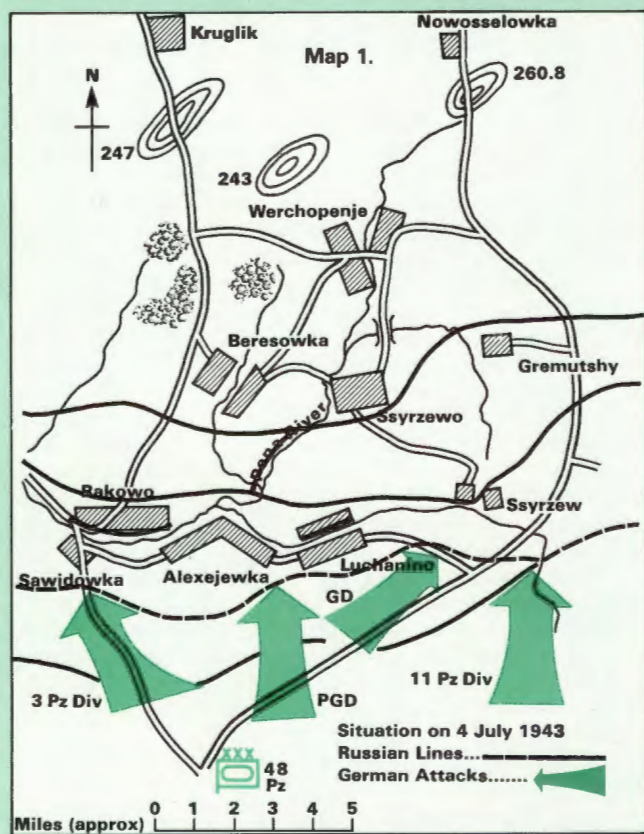 Kruglik
Map 1.
Nowosselowka
N
260.8
247
243
Werchopenje
Beresowka
Gremutshy
Ssyrzewo
Pena River
Rakowo
Ssyrzew
Sawidowka
Alexejewka
Luchanino
GD
3 Pz Div
PGD
11 Pz Div
Situation on 4 July 1943
Russian Lines...
German Attacks.......
XXX
48
Pz
Miles (approx) 0 1 2 3 4 5